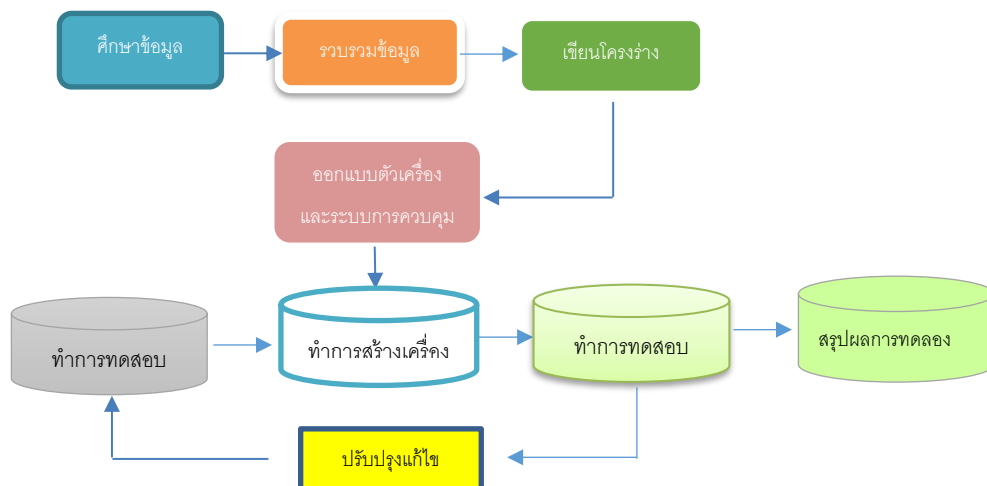 ศึกษาข้อมูล
รวบรวมข้อมูล
เขียนโครงร่าง
ออกแบบตัวเครื่อง
และระบบการควบคุม
ทำการทดสอบ
ทำการสร้างเครื่อง
ทำการทดสอบ
สรุปผลการทดลอง
ปรับปรุงแก้ไข